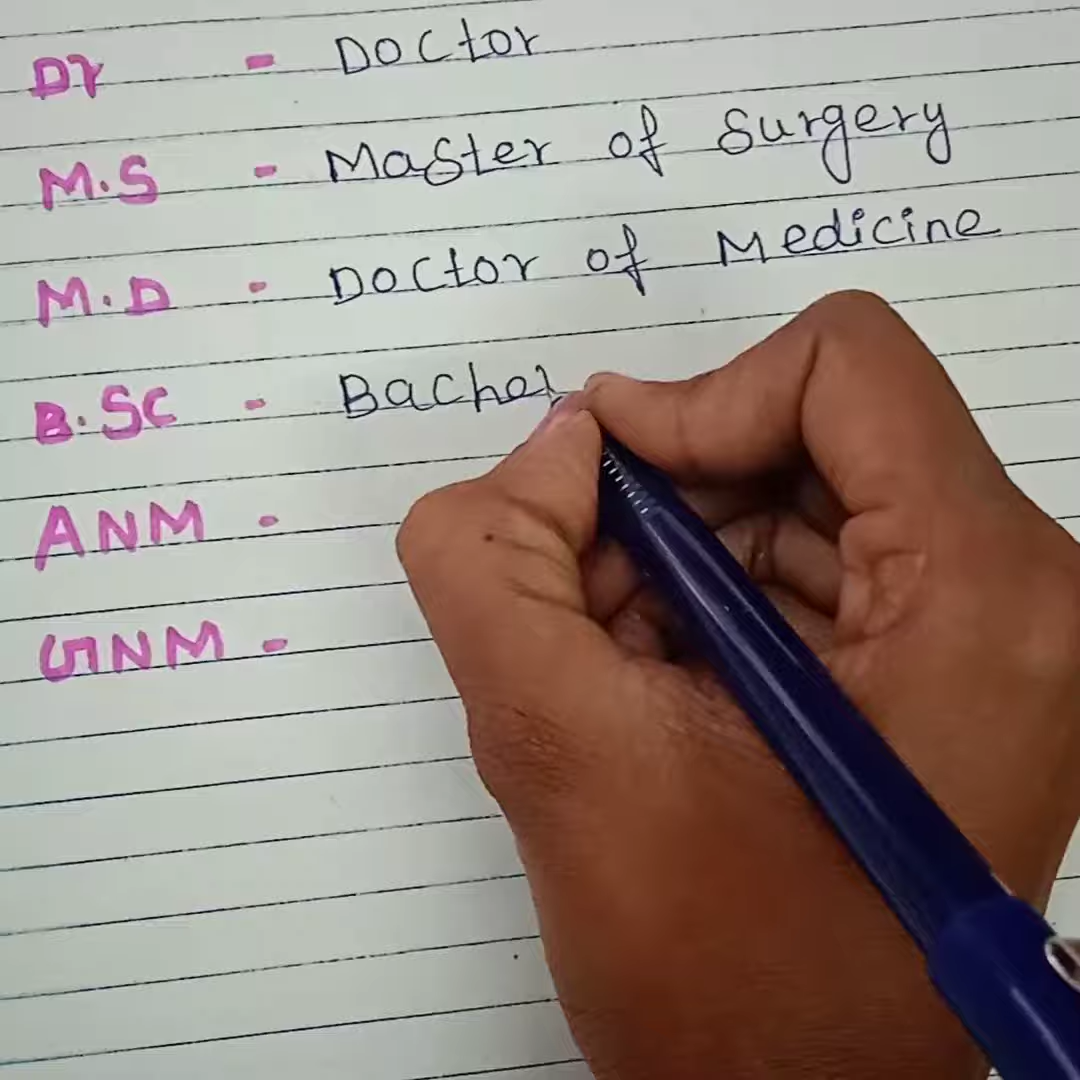 Dr - Doctor
M.S - Master of Surgery
M.D - Doctor of Medicine
B.SC - Bachel
ANM -
GNM -